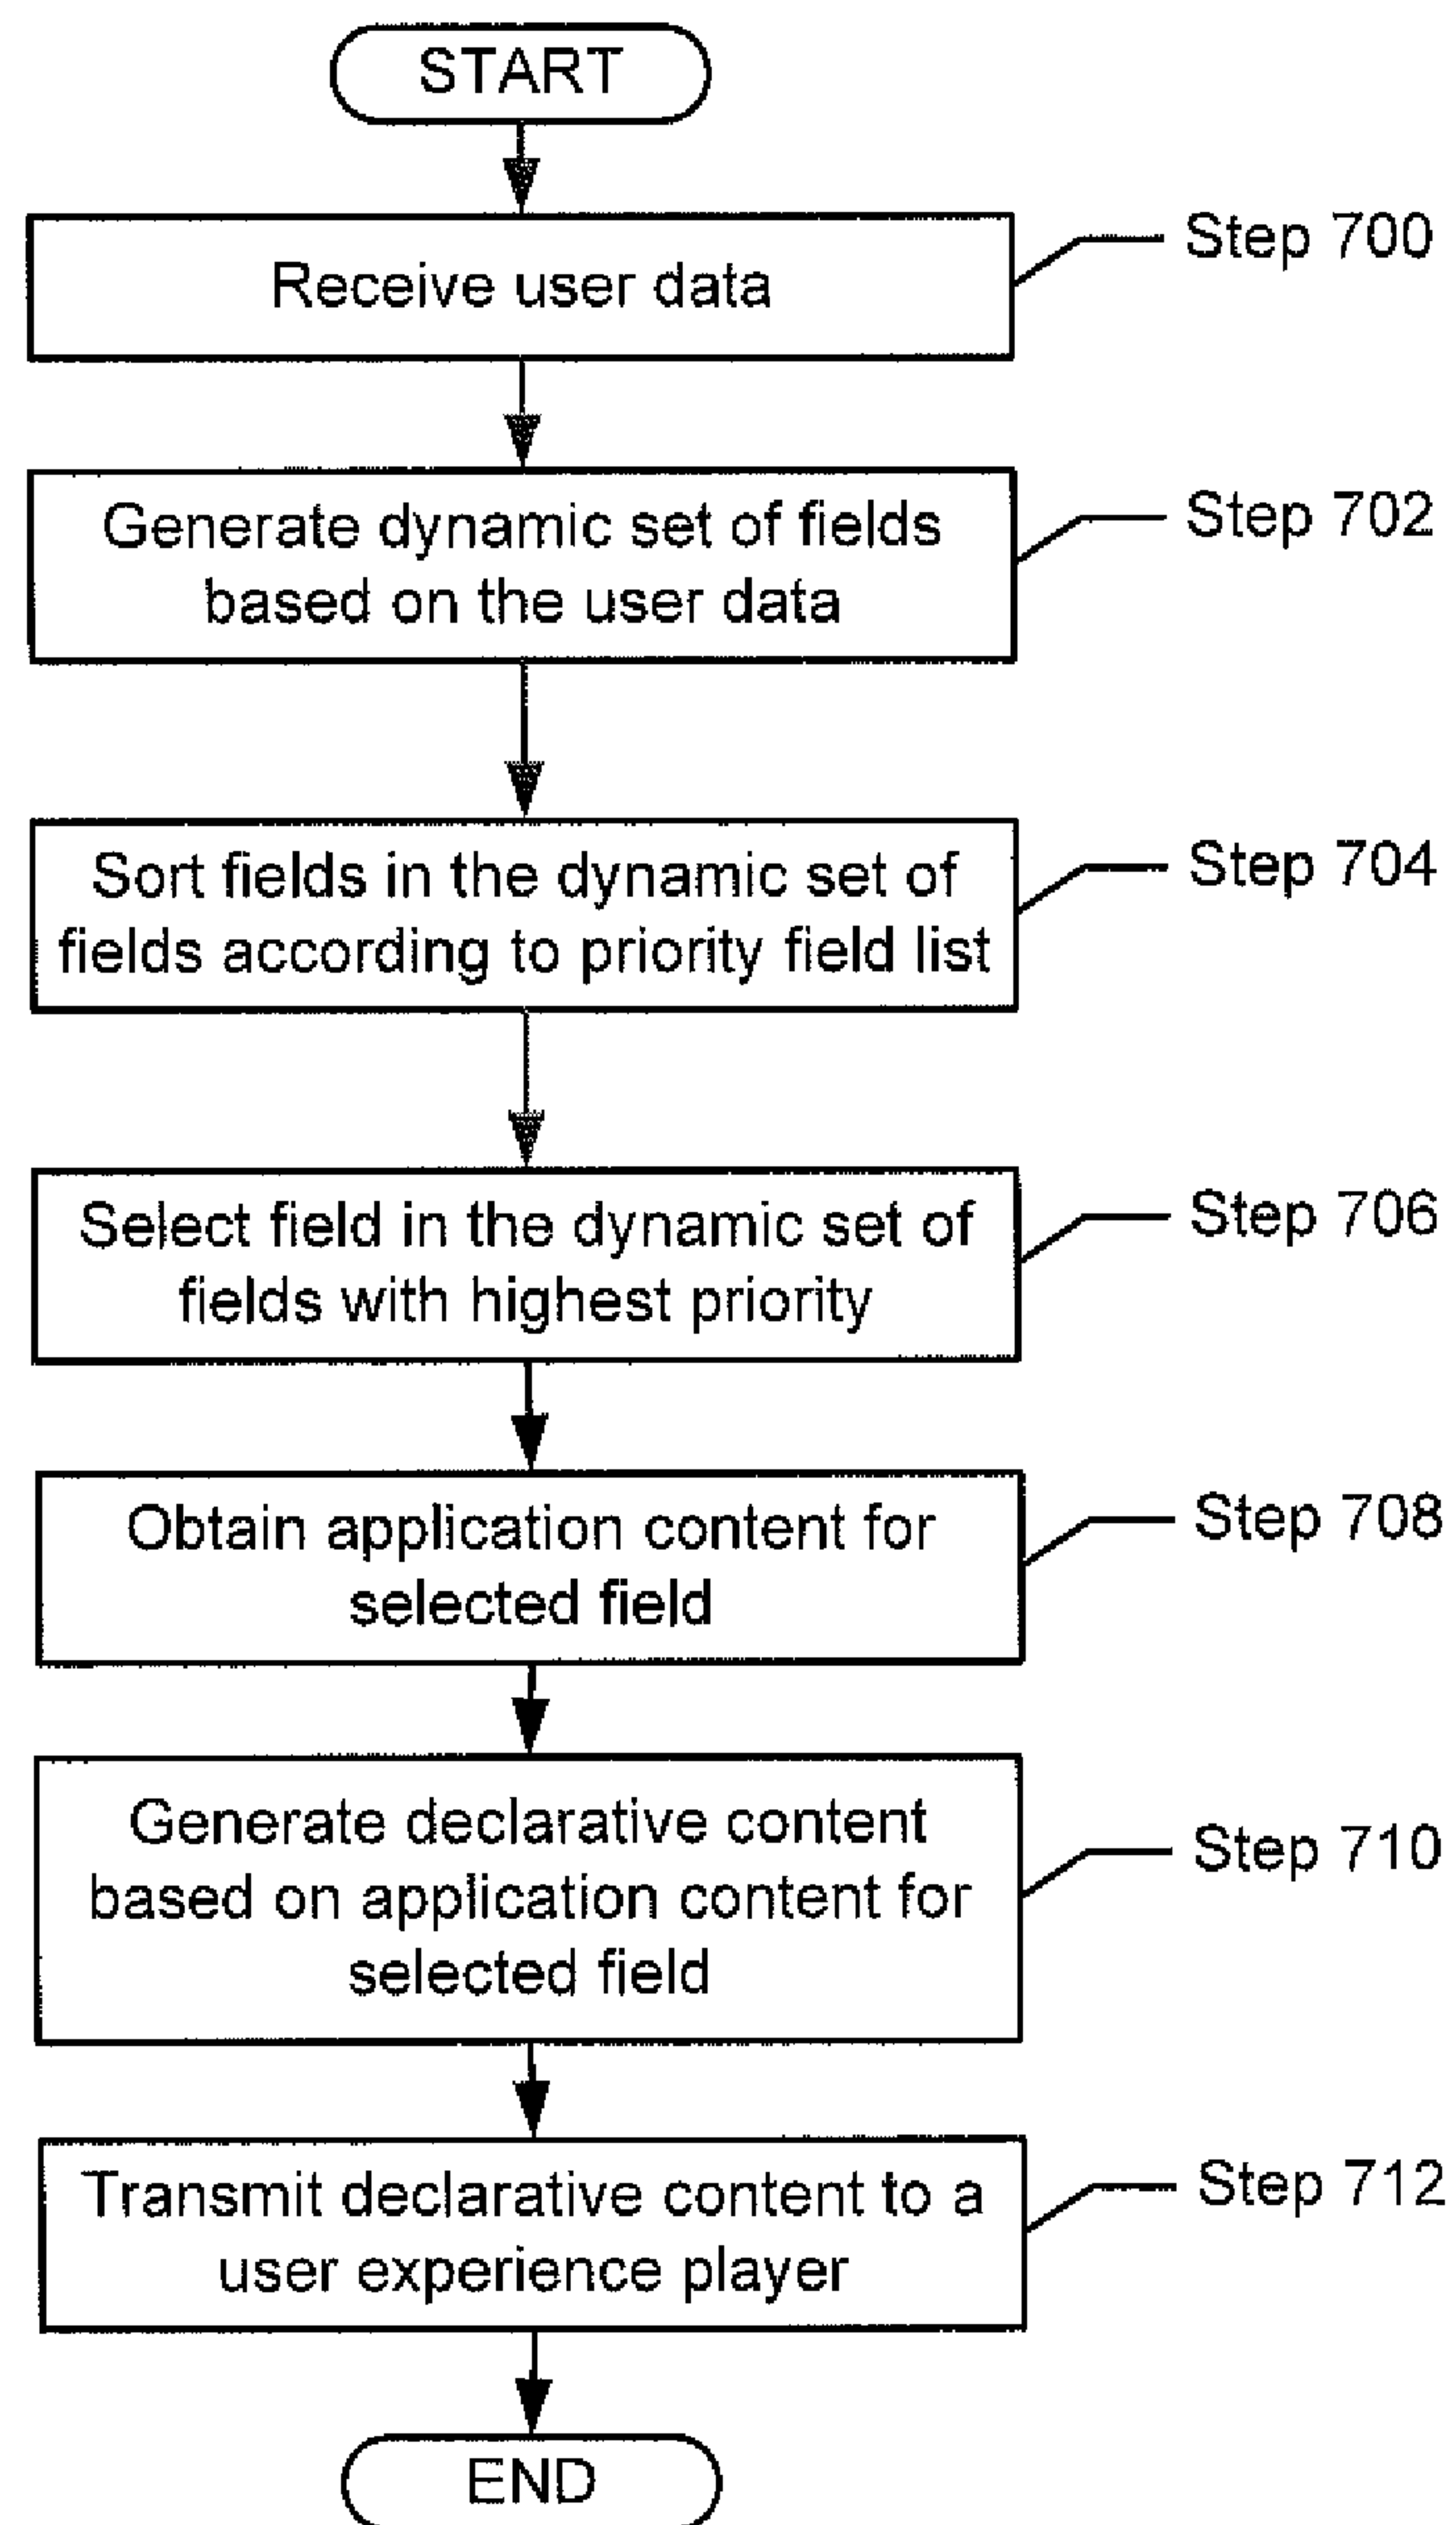 START
Receive user data
Step 700
Generate dynamic set of fields
based on the user data
Step 702
Sort fields in the dynamic set of
fields according to priority field list
Step 704
Select field in the dynamic set of
fields with highest priority
Step 706
Obtain application content for
selected field
Step 708
Generate declarative content
based on application content for
selected field
Step 710
Transmit declarative content to a
user experience player
Step 712
END